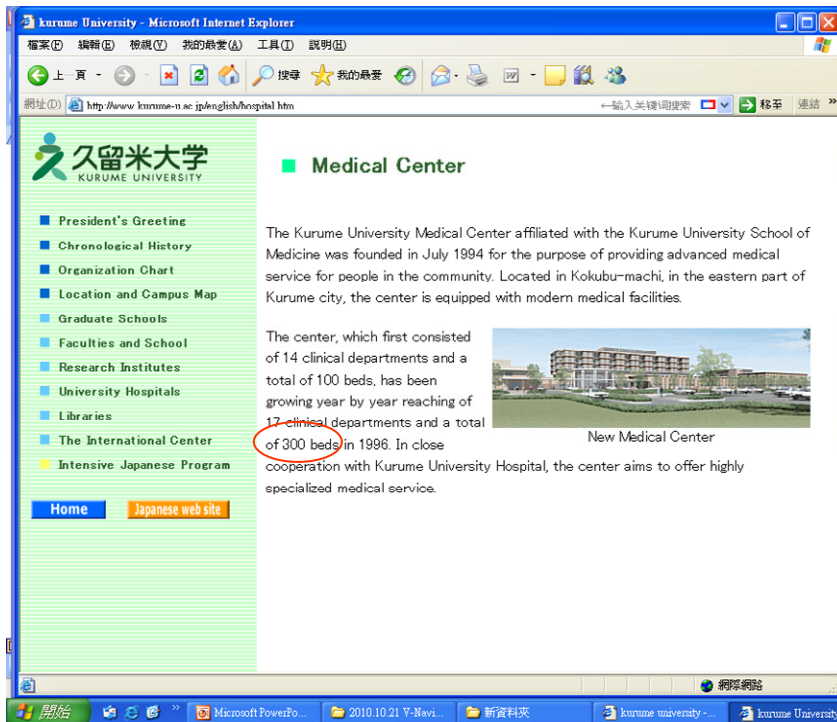 kurume University - Microsoft Internet Explorer
檔案(F) 編輯(E) 檢視(V) 我的最愛(A) 工具(T) 說明(H)
上一頁 搜尋 我的最愛
網址(D) http://www.kurume-u.ac.jp/english/hospital.htm ←输入关键词搜索 移至 連結 »
久留米大学
KURUME UNIVERSITY
Medical Center
President's Greeting
Chronological History
Organization Chart
Location and Campus Map
Graduate Schools
Faculties and School
Research Institutes
University Hospitals
Libraries
The International Center
Intensive Japanese Program
Home Japanese web site
The Kurume University Medical Center affiliated with the Kurume University School of
Medicine was founded in July 1994 for the purpose of providing advanced medical
service for people in the community. Located in Kokubu-machi, in the eastern part of
Kurume city, the center is equipped with modern medical facilities.
The center, which first consisted
of 14 clinical departments and a
total of 100 beds, has been
growing year by year reaching of
17 clinical departments and a total
of 300 beds in 1996. In close
cooperation with Kurume University Hospital, the center aims to offer highly
specialized medical service.
New Medical Center
網際網路
開始 » Microsoft PowerPo... 2010.10.21 V-Navi... 新資料夾 kurume university -... kurume University